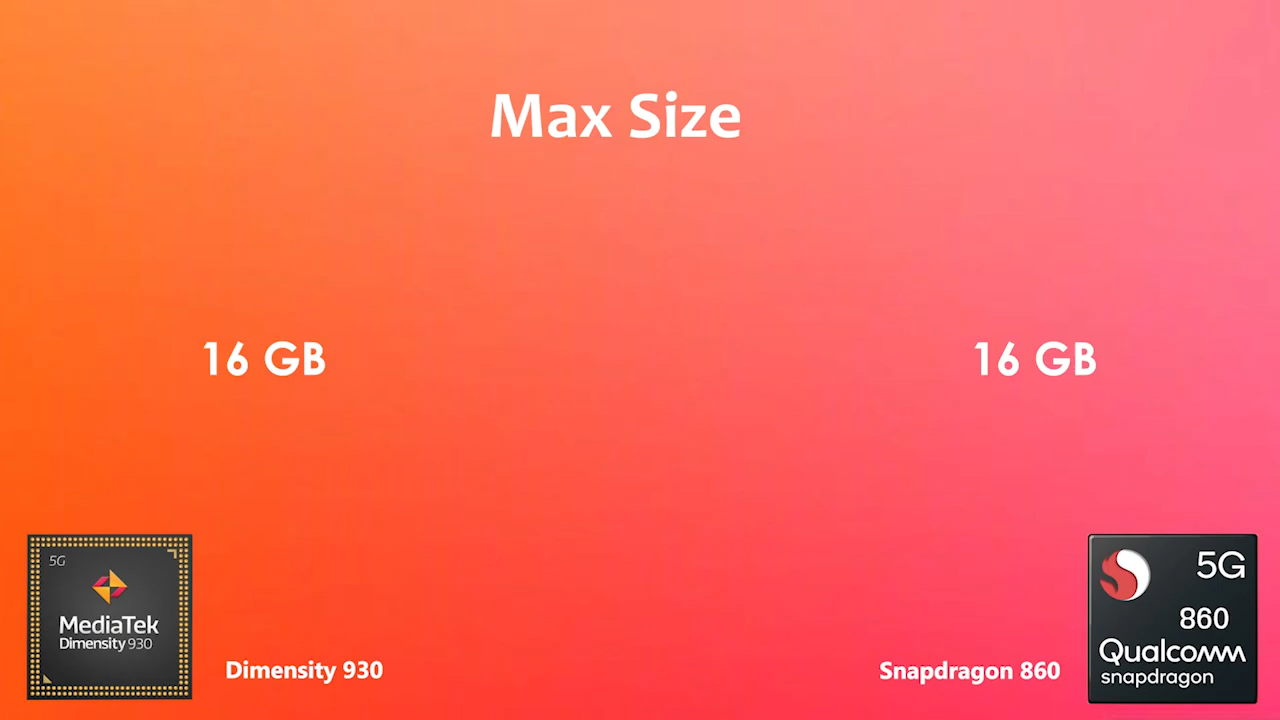 Max Size
16 GB
16 GB
5G
MediaTek
Dimensity 930
Dimensity 930
Snapdragon 860
5G
860
Qualcomm
snapdragon